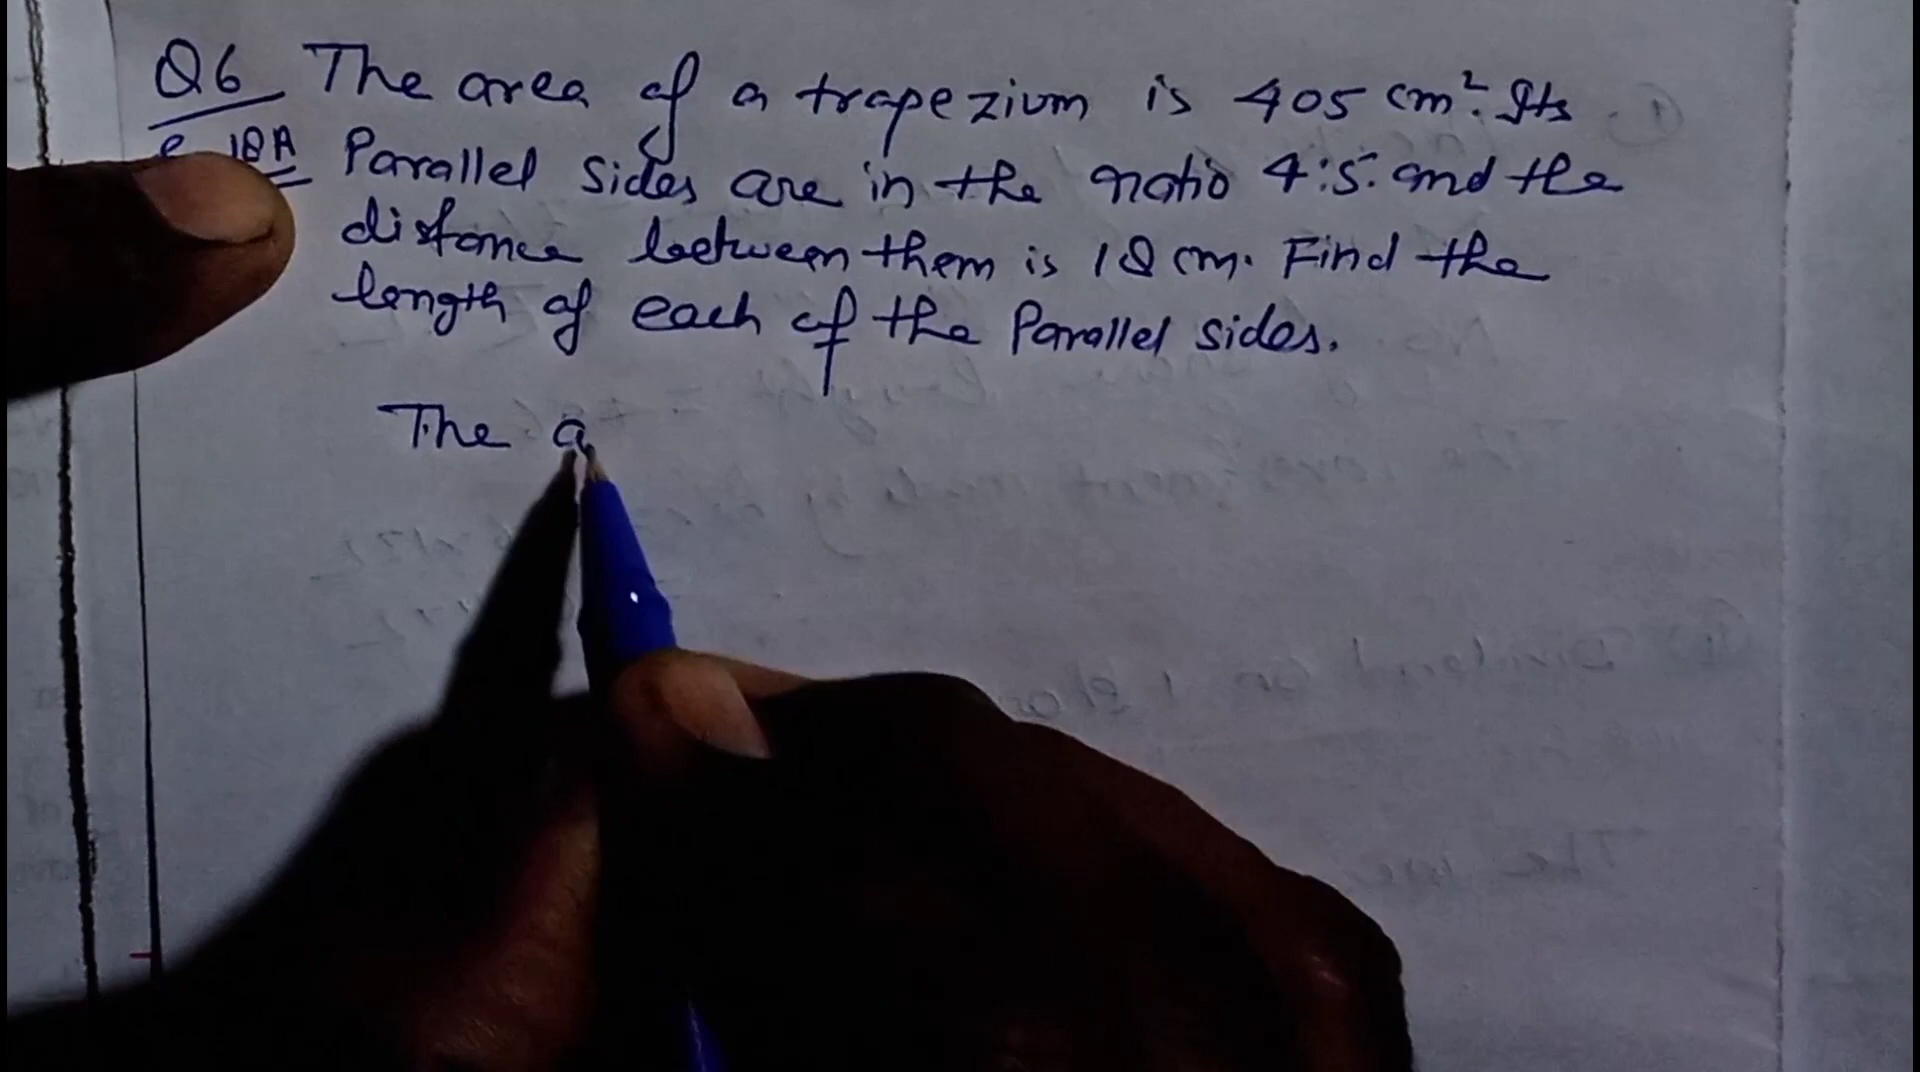 Q6 The area of a trapezium is 405 cm². Its
18A Parallel sides are in the ratio 4:5. and the
distance between them is 18 cm. Find the
length of each of the Parallel sides.
The a